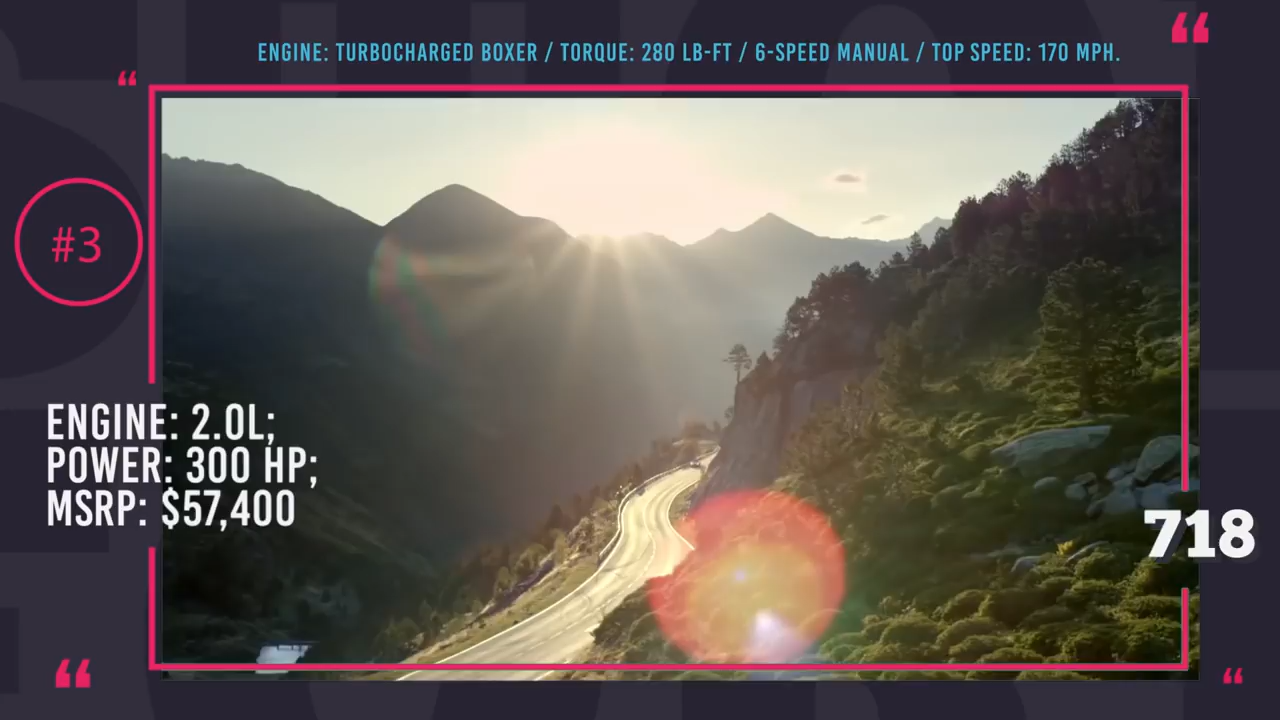 ENGINE: TURBOCHARGED BOXER / TORQUE: 280 LB-FT / 6-SPEED MANUAL / TOP SPEED: 170 MPH.
#3
ENGINE: 2.0L;
POWER: 300 HP;
MSRP: $57,400
718